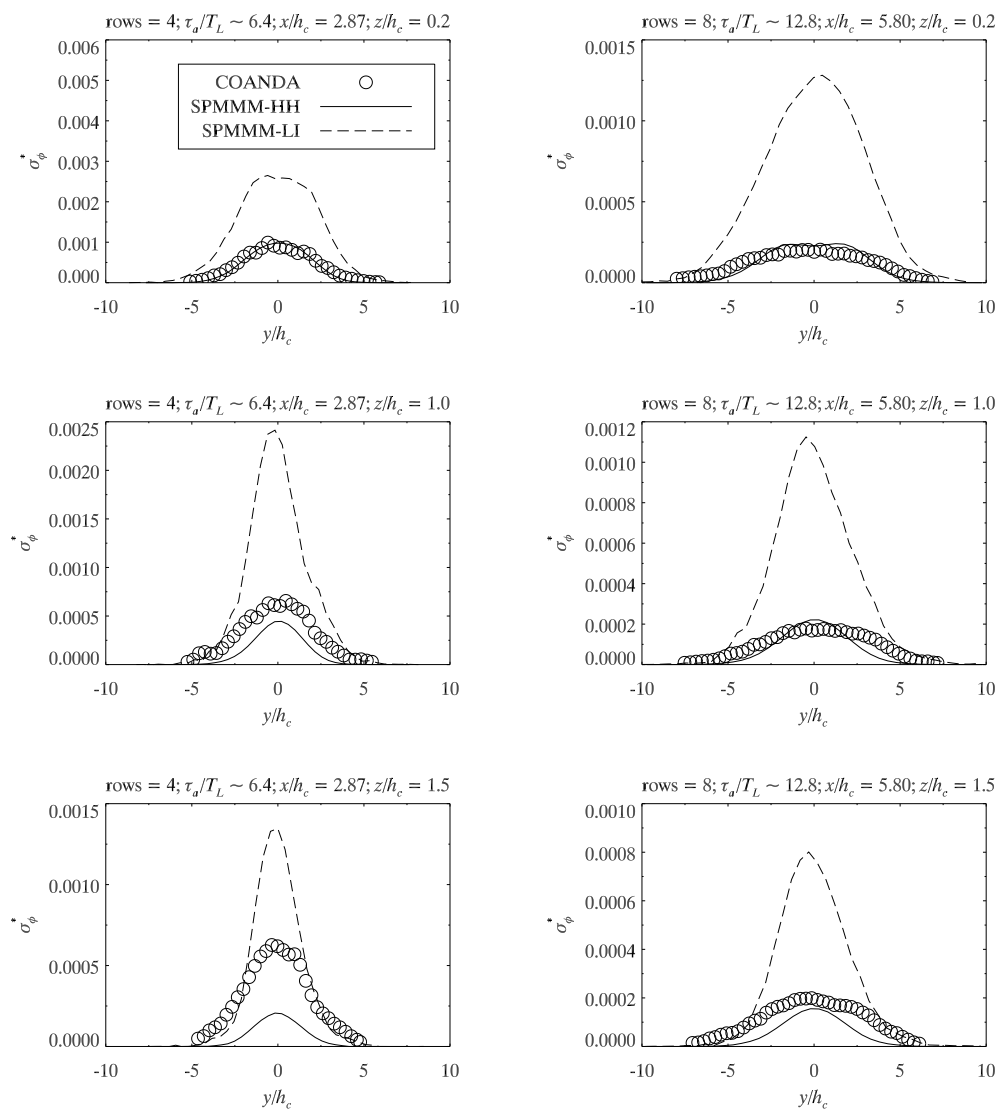 rows = 4; τa/TL ~ 6.4; x/hc = 2.87; z/hc = 0.2
0.006
0.005
0.004
0.003
0.002
0.001
0.000
σϕ*
COANDA
SPMMM-HH
SPMMM-LI
-10 -5 0 5 10
y/hc
rows = 8; τa/TL ~ 12.8; x/hc = 5.80; z/hc = 0.2
0.0015
0.0010
0.0005
0.0000
σϕ*
-10 -5 0 5 10
y/hc
rows = 4; τa/TL ~ 6.4; x/hc = 2.87; z/hc = 1.0
0.0025
0.0020
0.0015
0.0010
0.0005
0.0000
σϕ*
-10 -5 0 5 10
y/hc
rows = 8; τa/TL ~ 12.8; x/hc = 5.80; z/hc = 1.0
0.0012
0.0010
0.0008
0.0006
0.0004
0.0002
0.0000
σϕ*
-10 -5 0 5 10
y/hc
rows = 4; τa/TL ~ 6.4; x/hc = 2.87; z/hc = 1.5
0.0015
0.0010
0.0005
0.0000
σϕ*
-10 -5 0 5 10
y/hc
rows = 8; τa/TL ~ 12.8; x/hc = 5.80; z/hc = 1.5
0.0010
0.0008
0.0006
0.0004
0.0002
0.0000
σϕ*
-10 -5 0 5 10
y/hc